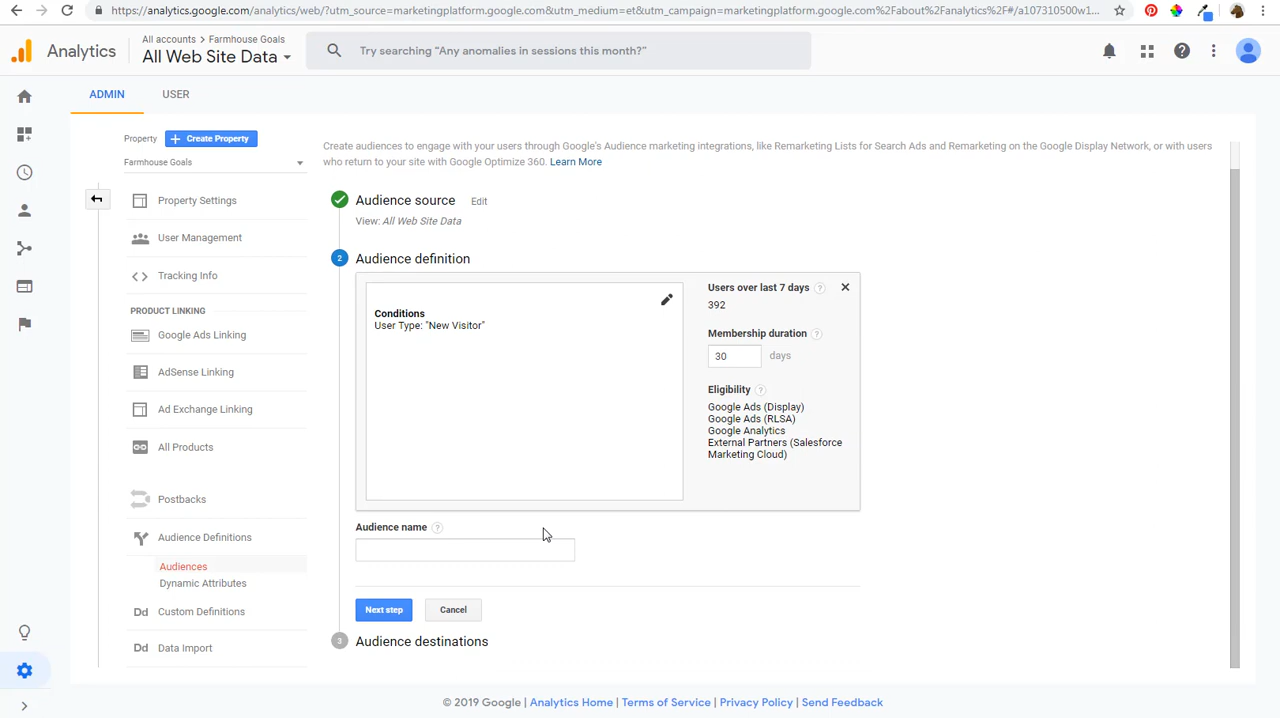 https://analytics.google.com/analytics/web/?utm_source=marketingplatform.google.com&utm_medium=et&utm_campaign=marketingplatform.google.com%2Fabout%2Fanalytics%2F#/a107310500w1...
Analytics
All accounts > Farmhouse Goals
All Web Site Data
Try searching "Any anomalies in sessions this month?"
ADMIN
USER
Property
+ Create Property
Farmhouse Goals
Property Settings
User Management
Tracking Info
PRODUCT LINKING
Google Ads Linking
AdSense Linking
Ad Exchange Linking
All Products
Postbacks
Audience Definitions
Audiences
Dynamic Attributes
Dd Custom Definitions
Dd Data Import
Create audiences to engage with your users through Google's Audience marketing integrations, like Remarketing Lists for Search Ads and Remarketing on the Google Display Network, or with users
who return to your site with Google Optimize 360. Learn More
Audience source Edit
View: All Web Site Data
2 Audience definition
Conditions
User Type: "New Visitor"
Users over last 7 days ?
392
Membership duration ?
30 days
Eligibility ?
Google Ads (Display)
Google Ads (RLSA)
Google Analytics
External Partners (Salesforce
Marketing Cloud)
Audience name ?
Next step
Cancel
3 Audience destinations
© 2019 Google | Analytics Home | Terms of Service | Privacy Policy | Send Feedback